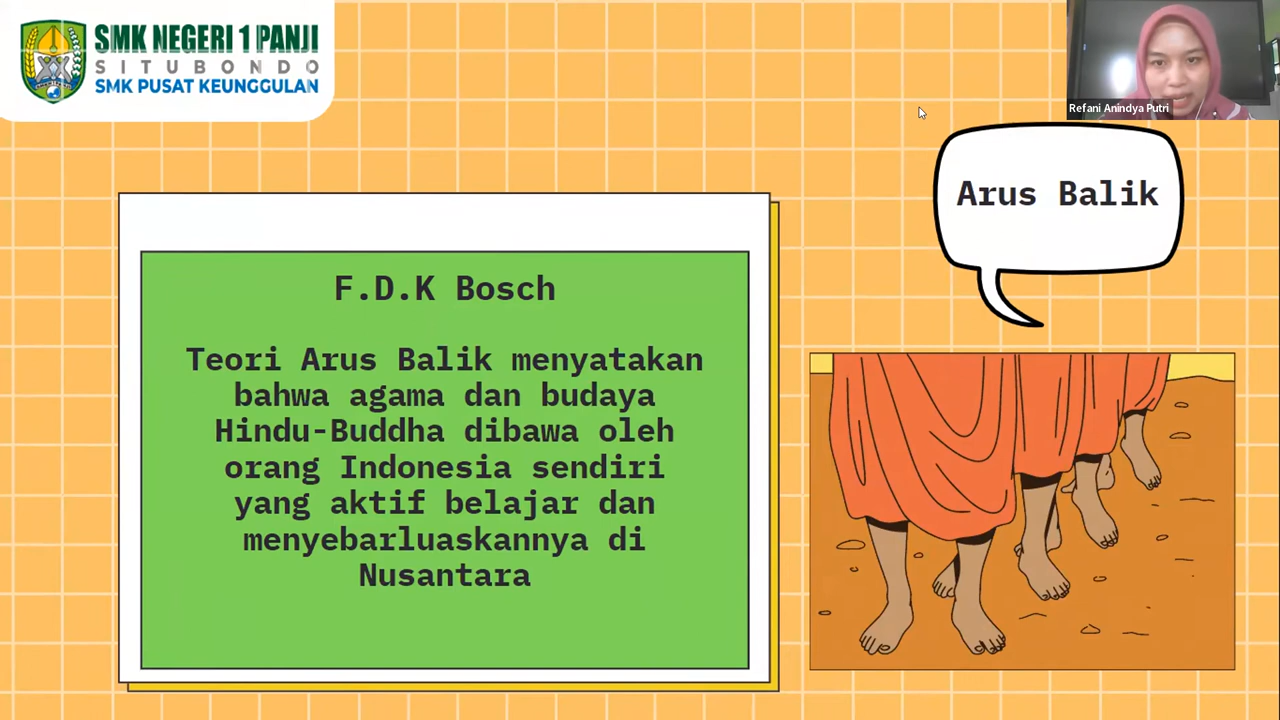 SMK NEGERI 1 PANJI
SITUBONDO
SMK PUSAT KEUNGGULAN
Refani Anindya Putri
Arus Balik
F.D.K Bosch
Teori Arus Balik menyatakan
bahwa agama dan budaya
Hindu-Buddha dibawa oleh
orang Indonesia sendiri
yang aktif belajar dan
menyebarluaskannya di
Nusantara